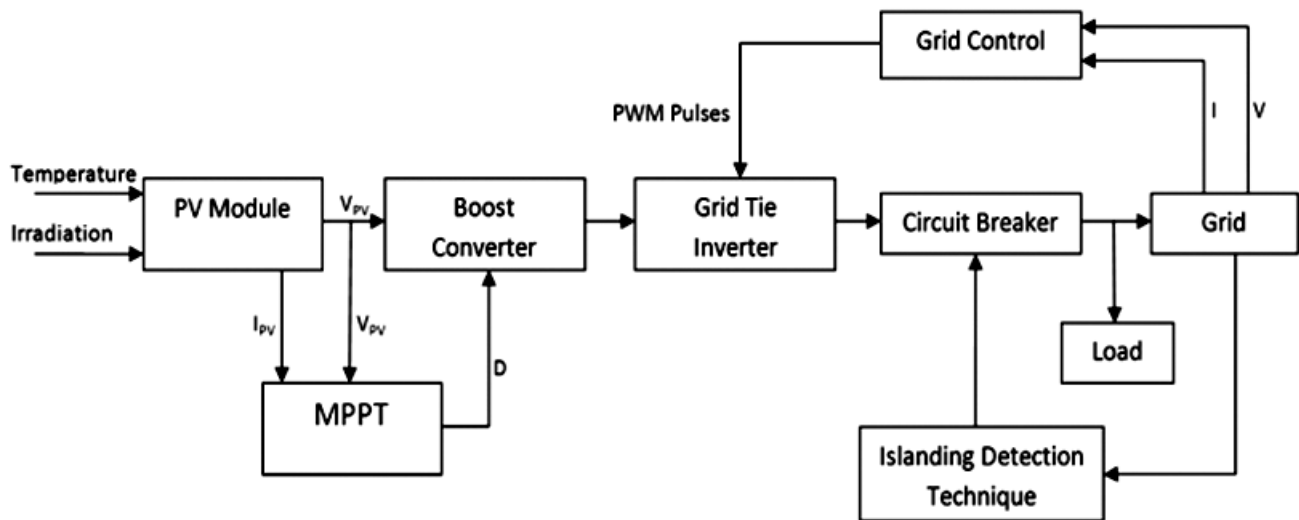 Grid Control
I
V
PWM Pulses
Temperature
Irradiation
PV Module
V_PV
Boost
Converter
Grid Tie
Inverter
Circuit Breaker
Grid
I_PV
V_PV
D
Load
MPPT
Islanding Detection
Technique